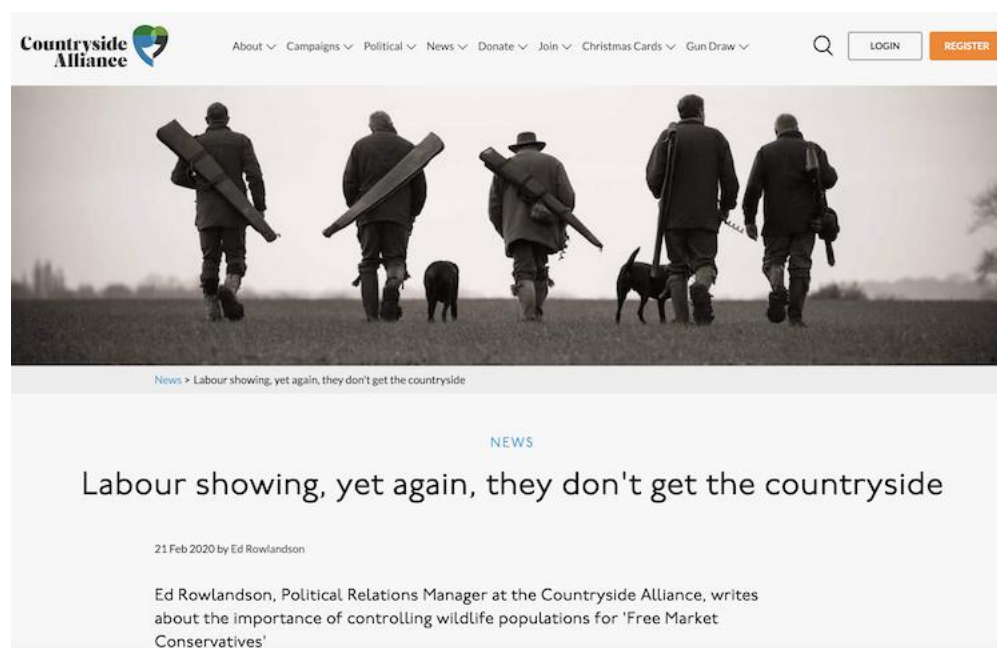 Countryside
Alliance
About Campaigns Political News Donate Join Christmas Cards Gun Draw
LOGIN
REGISTER
News > Labour showing, yet again, they don't get the countryside
NEWS
Labour showing, yet again, they don't get the countryside
21 Feb 2020 by Ed Rowlandson
Ed Rowlandson, Political Relations Manager at the Countryside Alliance, writes
about the importance of controlling wildlife populations for 'Free Market
Conservatives'